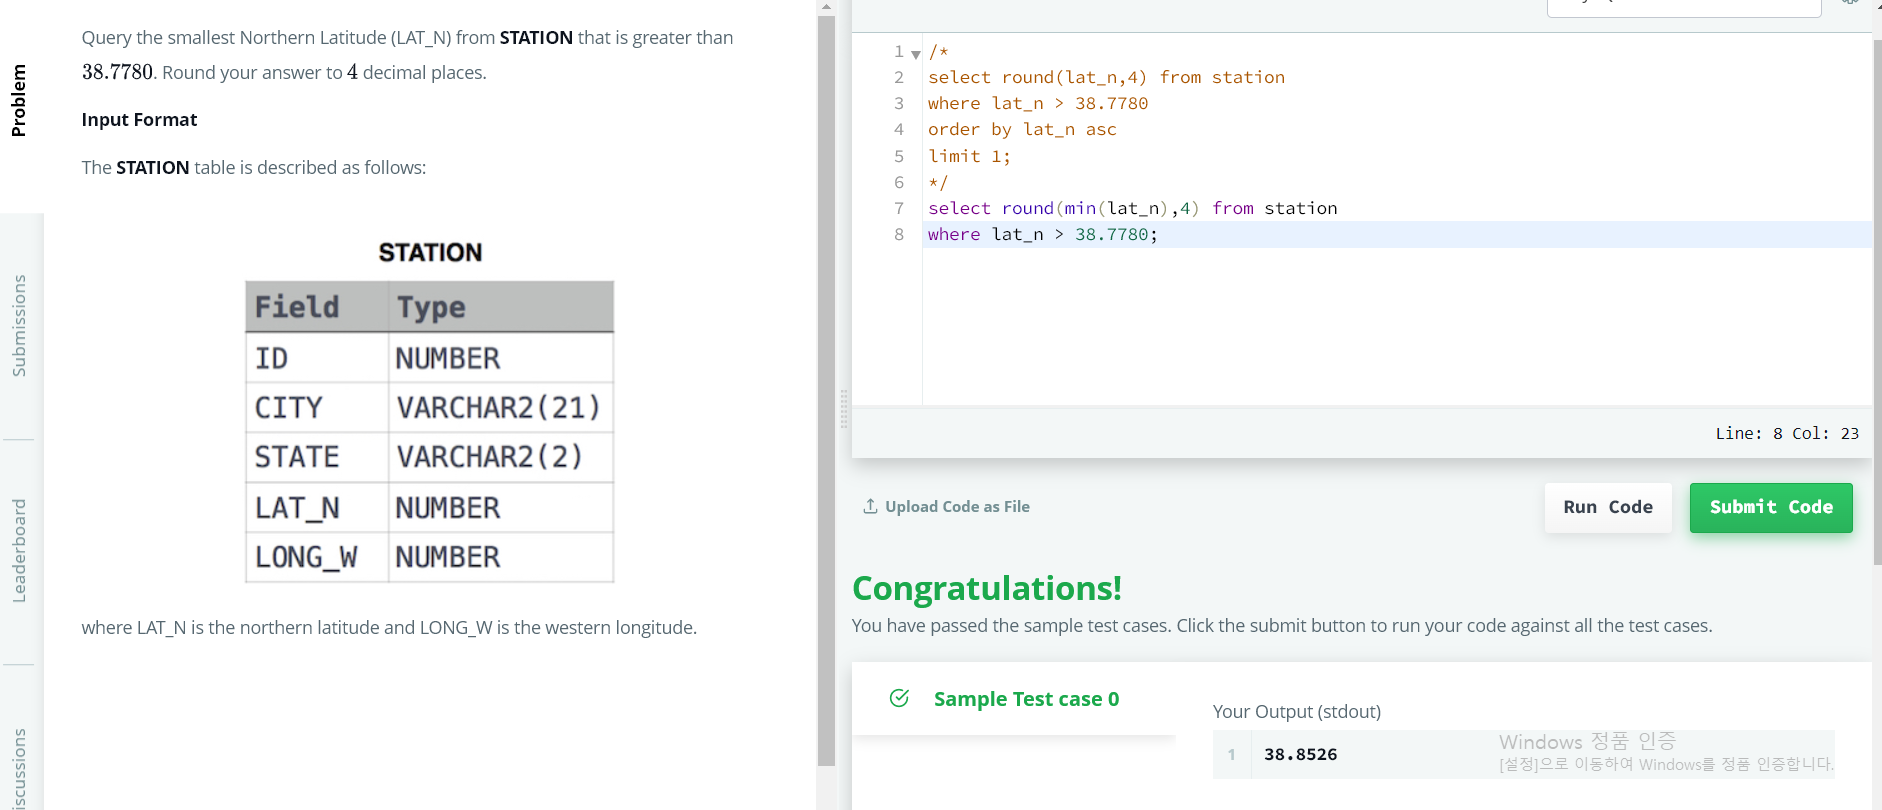 Problem
Submissions
Leaderboard
Query the smallest Northern Latitude (LAT_N) from STATION that is greater than
38.7780. Round your answer to 4 decimal places.
Input Format
The STATION table is described as follows:
STATION
Field Type
ID NUMBER
CITY VARCHAR2(21)
STATE VARCHAR2(2)
LAT_N NUMBER
LONG_W NUMBER
where LAT_N is the northern latitude and LONG_W is the western longitude.
1 /*
2 select round(lat_n,4) from station
3 where lat_n > 38.7780
4 order by lat_n asc
5 limit 1;
6 */
7 select round(min(lat_n),4) from station
8 where lat_n > 38.7780;
Line: 8 Col: 23
Upload Code as File
Run Code
Submit Code
Congratulations!
You have passed the sample test cases. Click the submit button to run your code against all the test cases.
Sample Test case 0
Your Output (stdout)
1 38.8526
Windows 정품 인증
[설정]으로 이동하여 Windows를 정품 인증합니다.